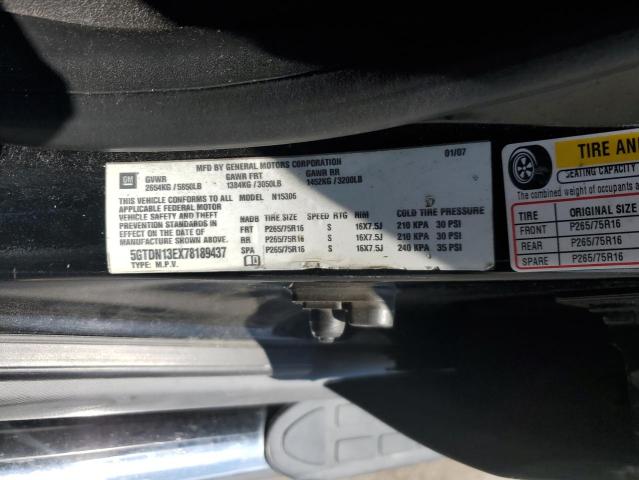 MFD BY GENERAL MOTORS CORPORATION 01/07
GM GVWR GAWR FRT GAWR RR
2654KG / 5850LB 1384KG / 3050LB 1452KG / 3200LB
THIS VEHICLE CONFORMS TO ALL MODEL N15306
APPLICABLE FEDERAL MOTOR
VEHICLE SAFETY AND THEFT
PREVENTION STANDARDS IN
EFFECT ON THE DATE OF
MANUFACTURE SHOWN ABOVE.
5GTDN13EX78189437
TYPE: M.P.V.
NADB TIRE SIZE SPEED RTG RIM COLD TIRE PRESSURE
FRT P265/75R16 S 16X7.5J 210 KPA 30 PSI
RR P265/75R16 S 16X7.5J 210 KPA 30 PSI
SPA P265/75R16 S 16X7.5J 240 KPA 35 PSI
TIRE AN
SEATING CAPACITY
The combined weight of occupants a
TIRE ORIGINAL SIZE
FRONT P265/75R16
REAR P265/75R16
SPARE P265/75R16